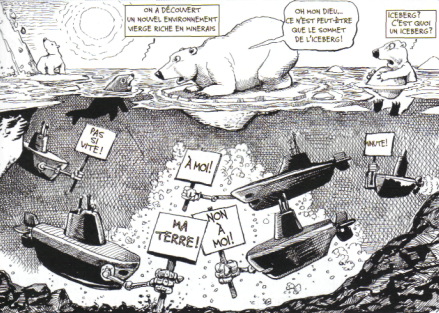 ON A DÉCOUVERT
UN NOUVEL ENVIRONNEMENT
VIERGE RICHE EN MINERAIS
OH MON DIEU...
CE N'EST PEUT-ÊTRE
QUE LE SOMMET
DE L'ICEBERG!
ICEBERG?
C'EST QUOI
UN ICEBERG?
PAS
SI
VITE!
À MOI!
MINUTE!
MA
TERRE!
NON
À
MOI!